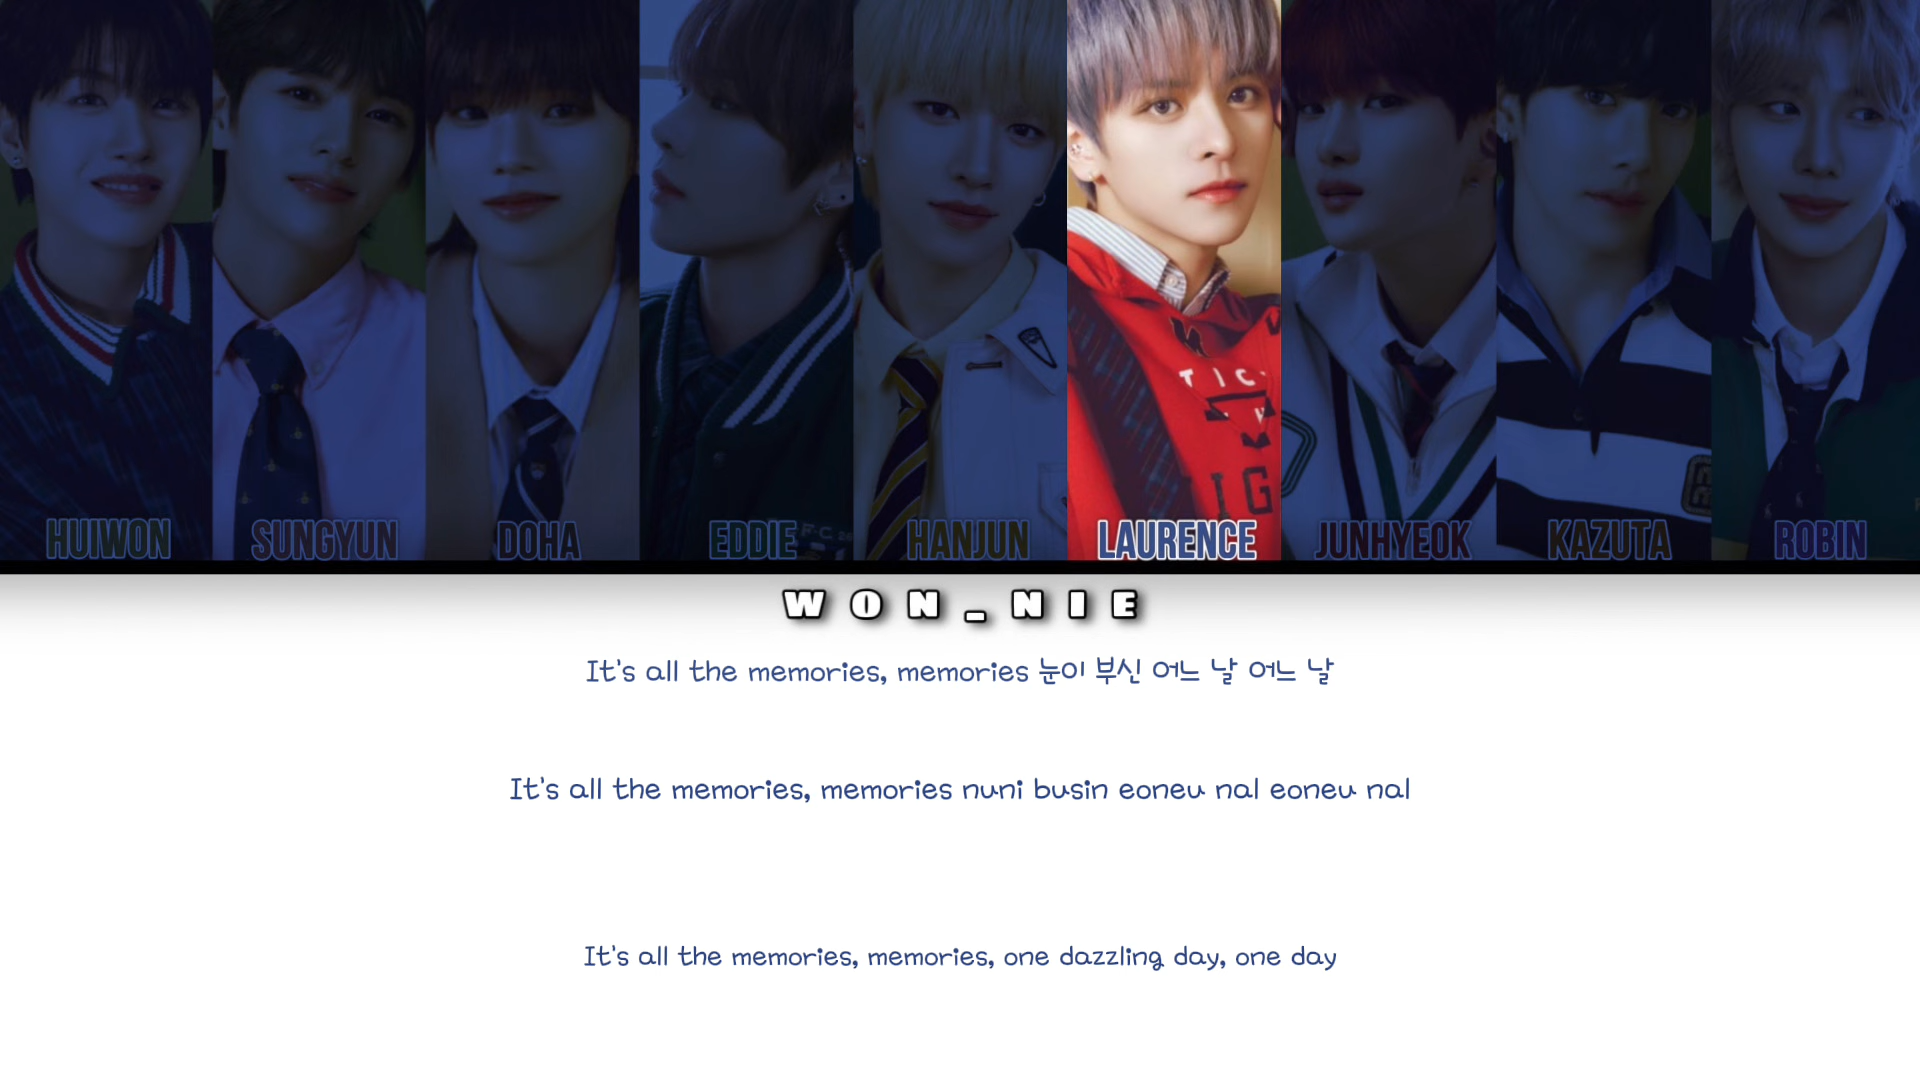 HUIWON
SUNGYUN
DOHA
EDDIE
HANJUN
LAURENCE
JUNHYEOK
KAZUTA
ROBIN
TIC
IG
WON_NIE
It's all the memories, memories 눈이 부신 어느 날 어느 날
It's all the memories, memories nuni busin eoneu nal eoneu nal
It's all the memories, memories, one dazzling day, one day